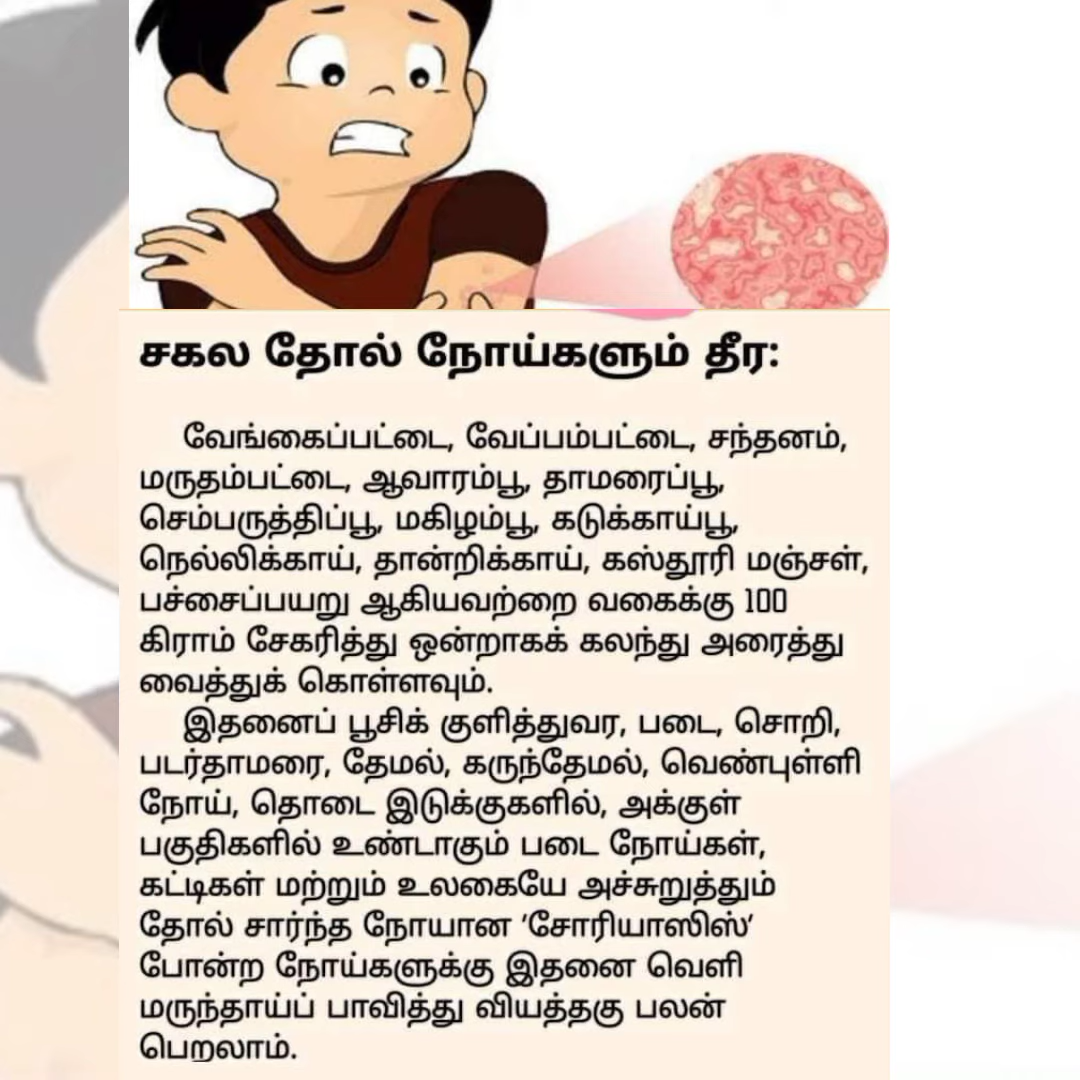 சகல தோல் நோய்களும் தீர:
வேங்கைப்பட்டை, வேப்பம்பட்டை, சந்தனம்,
மருதம்பட்டை, ஆவாரம்பூ, தாமரைப்பூ,
செம்பருத்திப்பூ, மகிழம்பூ, கடுக்காய்பூ,
நெல்லிக்காய், தான்றிக்காய், கஸ்தூரி மஞ்சள்,
பச்சைப்பயறு ஆகியவற்றை வகைக்கு 100
கிராம் சேகரித்து ஒன்றாகக் கலந்து அரைத்து
வைத்துக் கொள்ளவும்.
இதனைப் பூசிக் குளித்துவர, படை, சொறி,
படர்தாமரை, தேமல், கருந்தேமல், வெண்புள்ளி
நோய், தொடை இடுக்குகளில், அக்குள்
பகுதிகளில் உண்டாகும் படை நோய்கள்,
கட்டிகள் மற்றும் உலகையே அச்சுறுத்தும்
தோல் சார்ந்த நோயான ‘சோரியாஸிஸ்’
போன்ற நோய்களுக்கு இதனை வெளி
மருந்தாய்ப் பாவித்து வியத்தகு பலன்
பெறலாம்.